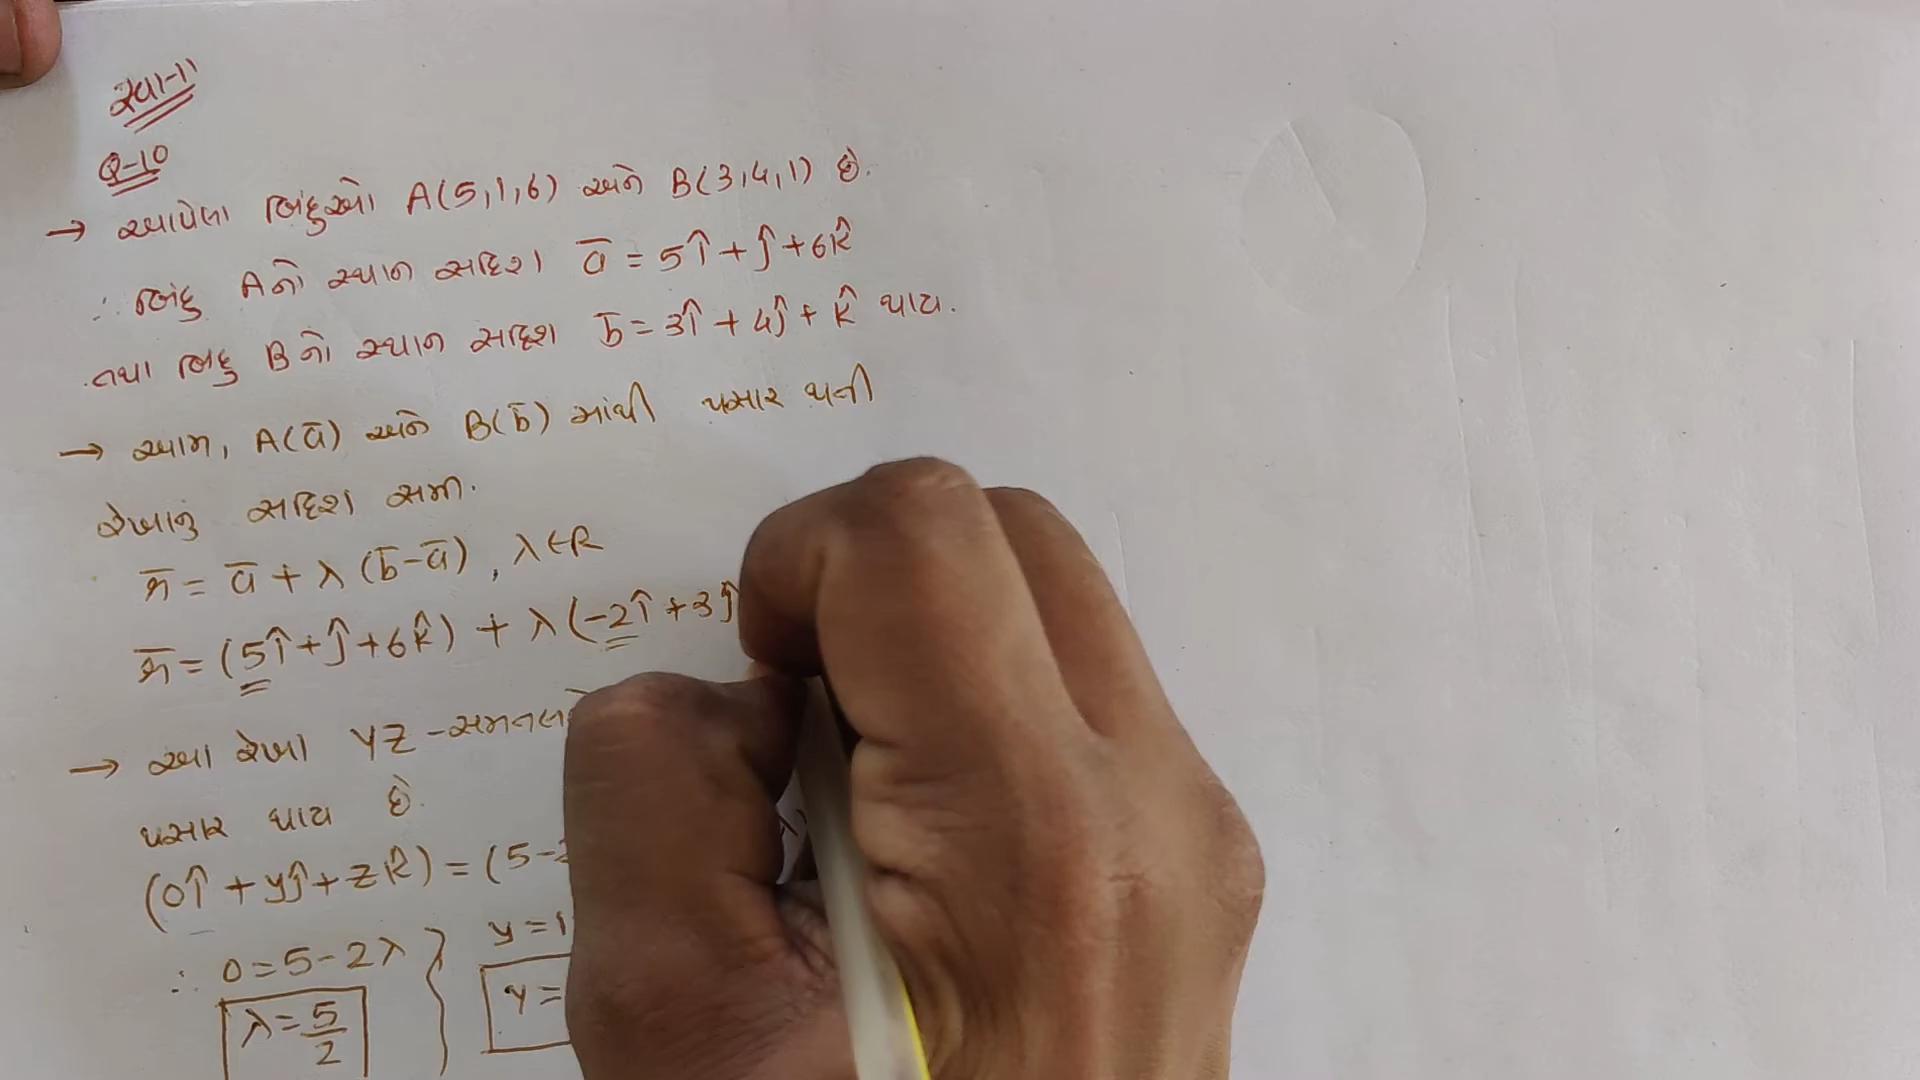 સ્વા-11
Q-10
→ આપેલા બિંદુઓ A(5,1,6) અને B(3,4,1) છે.
∴ બિંદુ A નો સ્થાન સદિશ a̅ = 5î + ĵ + 6k̂
તથા બિંદુ B નો સ્થાન સદિશ b̅ = 3î + 4ĵ + k̂ થાય.
→ આમ, A(a̅) અને B(b̅) માંથી પસાર થતી
રેખાનું સદિશ સમી.
r̅ = a̅ + λ (b̅-a̅), λ∈R
r̅ = (5î + ĵ + 6k̂) + λ (-2î + 3ĵ
→ આ રેખા YZ - સમતલ
પસાર થાય છે.
(0î + yĵ + zk̂) = (5-
∴ 0 = 5-2λ } y = 1
λ = 5/2
y =